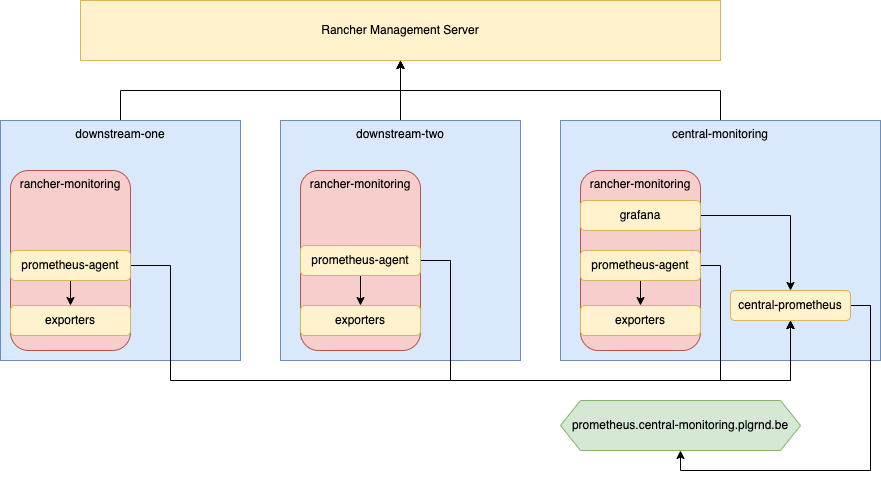 Rancher Management Server
downstream-one
downstream-two
central-monitoring
rancher-monitoring
rancher-monitoring
rancher-monitoring
grafana
prometheus-agent
prometheus-agent
prometheus-agent
central-prometheus
exporters
exporters
exporters
prometheus.central-monitoring.plgrnd.be